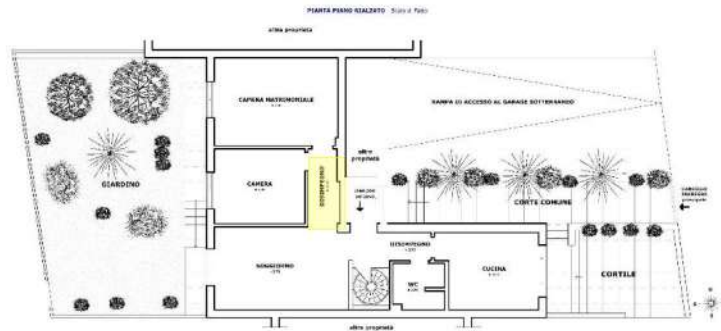 PIANTA PIANO RIALZATO
altra proprietà
CAMERA MATRIMONIALE
RAMPA DI ACCESSO AL GARAGE SOTTERRANEO
altra
proprietà
GIARDINO
CAMERA
DISIMPEGNO
CORTE COMUNE
DISIMPEGNO
SOGGIORNO
WC
CUCINA
CORTILE
altra proprietà